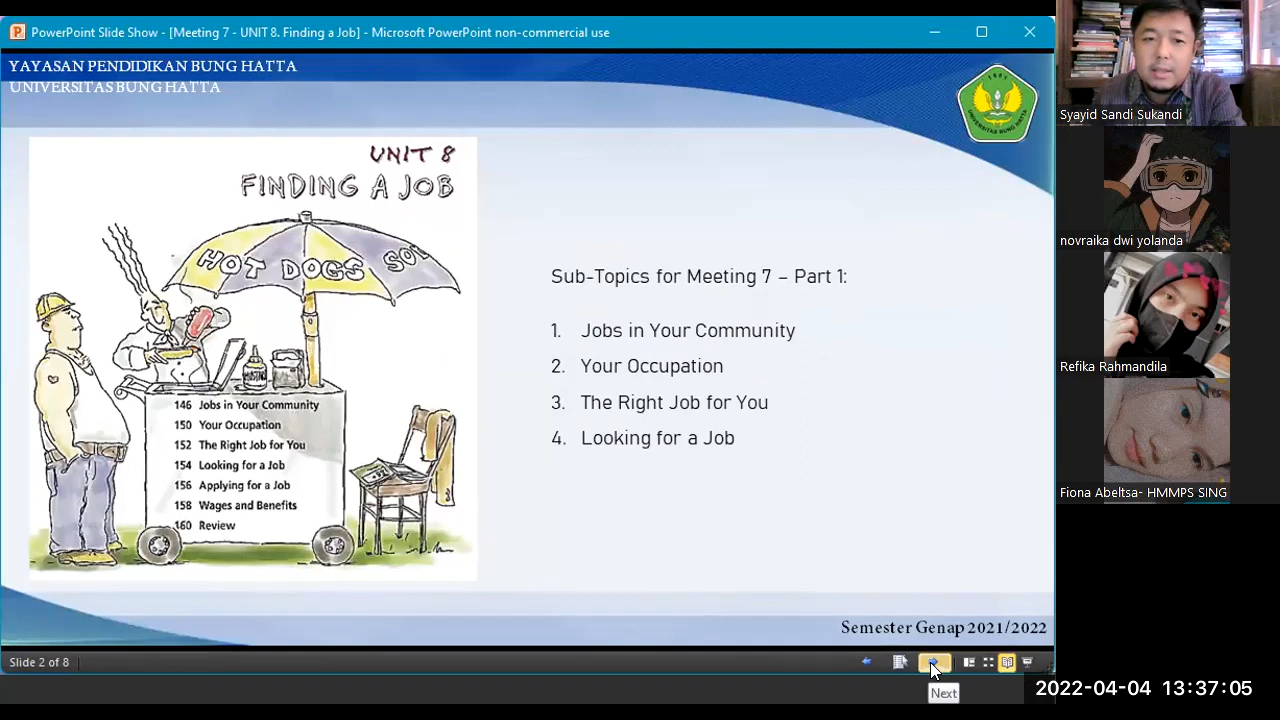 PowerPoint Slide Show - [Meeting 7 - UNIT 8. Finding a Job] - Microsoft PowerPoint non-commercial use
YAYASAN PENDIDIKAN BUNG HATTA
UNIVERSITAS BUNG HATTA
1981
UNIVERSITAS BUNG HATTA
UNIT 8
FINDING A JOB
HOT DOGS
146 Jobs in Your Community
150 Your Occupation
152 The Right Job for You
154 Looking for a Job
156 Applying for a Job
158 Wages and Benefits
160 Review
Sub-Topics for Meeting 7 – Part 1:
1. Jobs in Your Community
2. Your Occupation
3. The Right Job for You
4. Looking for a Job
Semester Genap 2021/2022
Slide 2 of 8
Next
Syayid Sandi Sukandi
novraika dwi yolanda
Refika Rahmandila
Fiona Abeltsa- HMMPS SING
2022-04-04 13:37:05